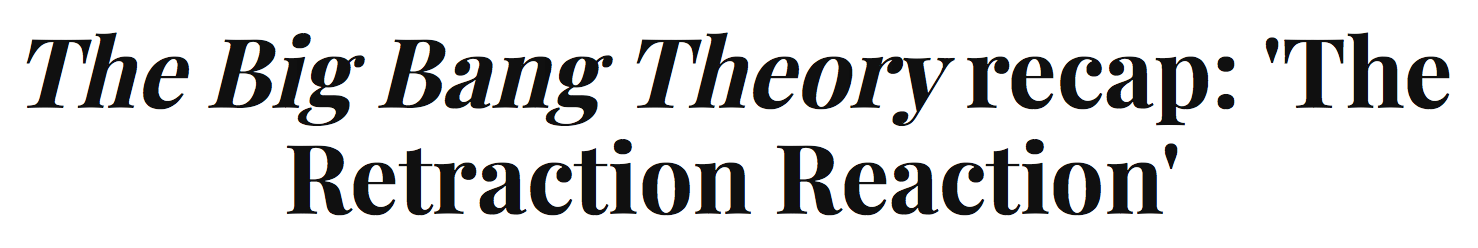 The Big Bang Theory recap: 'The
Retraction Reaction'